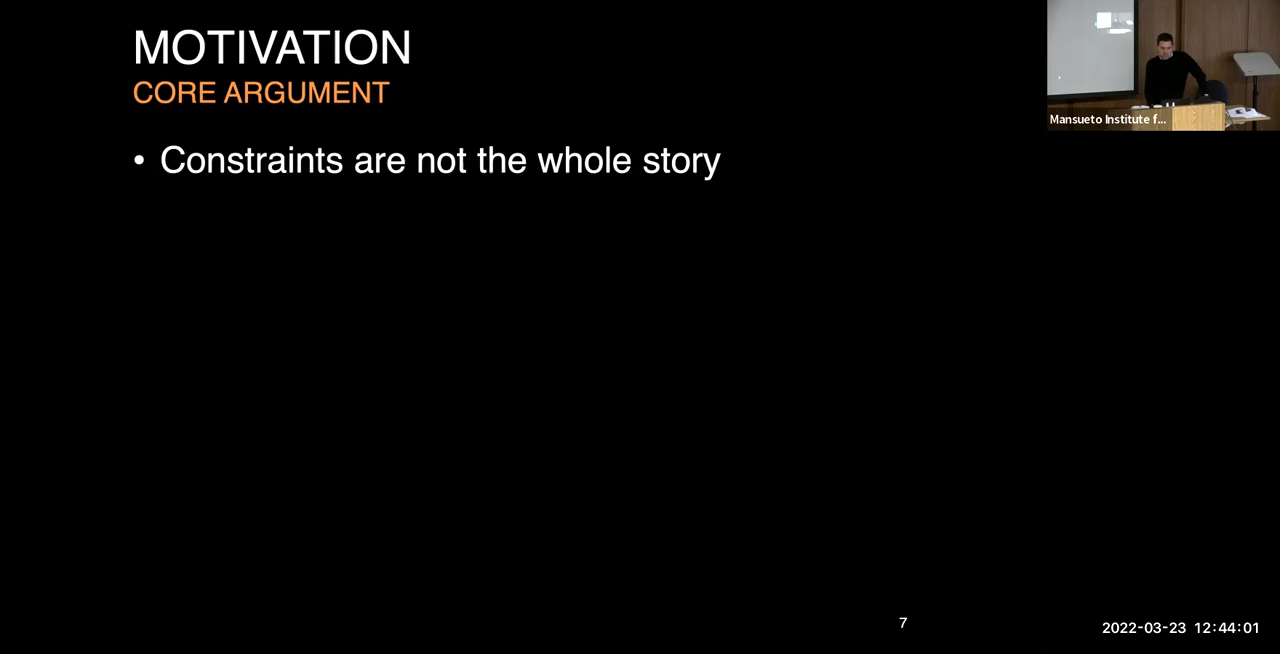 MOTIVATION
CORE ARGUMENT
• Constraints are not the whole story
Mansueto Institute f...
7
2022-03-23 12:44:01